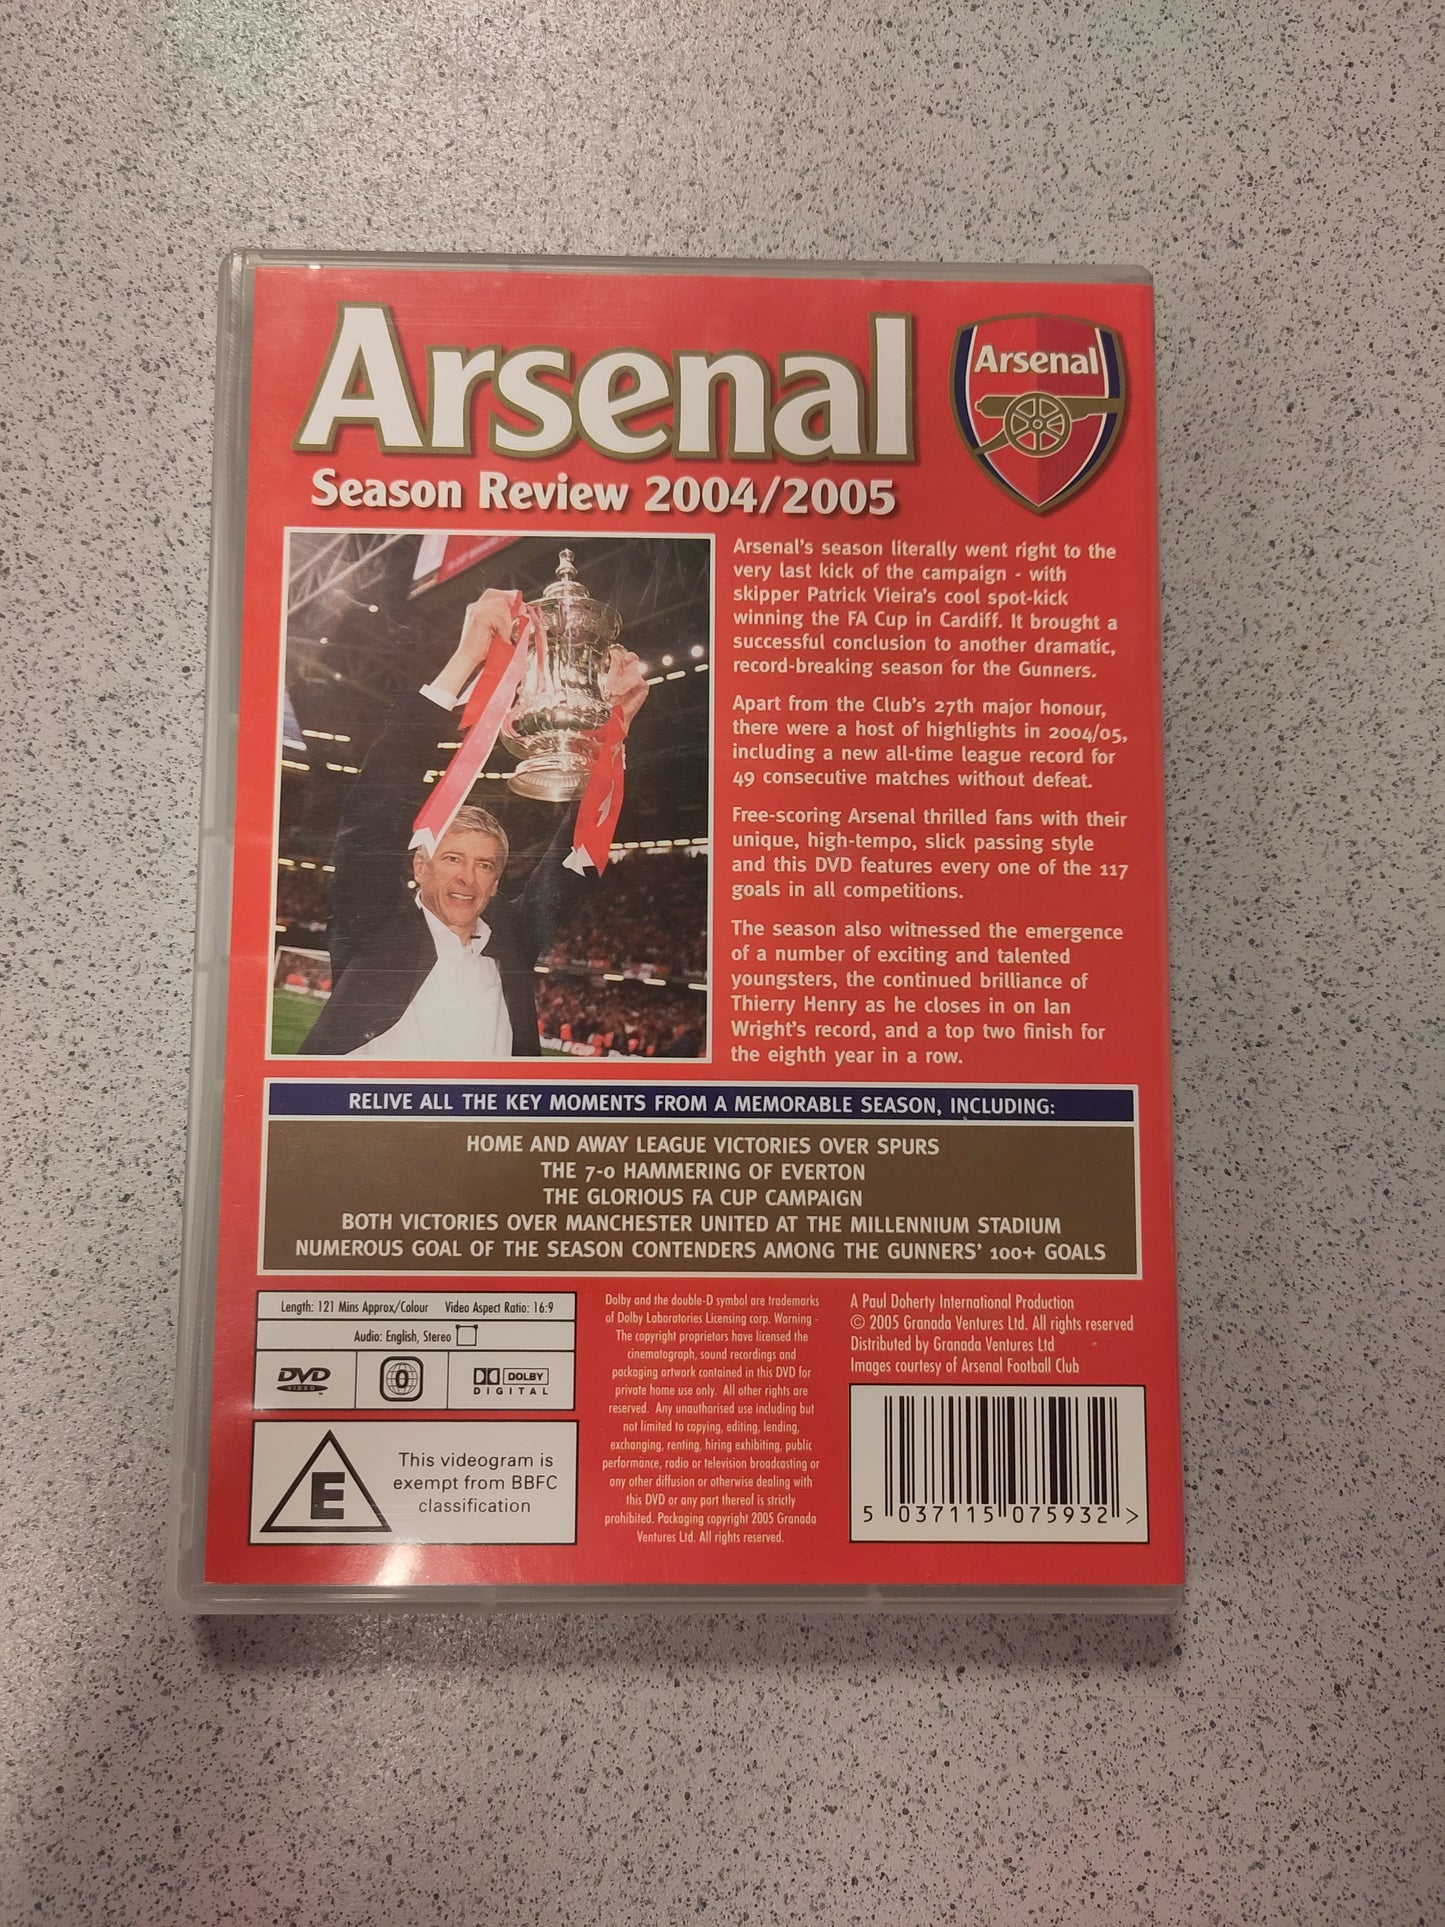 Arsenal
Arsenal
Season Review 2004/2005
Arsenal's season literally went right to the
very last kick of the campaign - with
skipper Patrick Vieira's cool spot-kick
winning the FA Cup in Cardiff. It brought a
successful conclusion to another dramatic,
record-breaking season for the Gunners.
Apart from the Club's 27th major honour,
there were a host of highlights in 2004/05,
including a new all-time league record for
49 consecutive matches without defeat.
Free-scoring Arsenal thrilled fans with their
unique, high-tempo, slick passing style
and this DVD features every one of the 117
goals in all competitions.
The season also witnessed the emergence
of a number of exciting and talented
youngsters, the continued brilliance of
Thierry Henry as he closes in on Ian
Wright's record, and a top two finish for
the eighth year in a row.
RELIVE ALL THE KEY MOMENTS FROM A MEMORABLE SEASON, INCLUDING:
HOME AND AWAY LEAGUE VICTORIES OVER SPURS
THE 7-0 HAMMERING OF EVERTON
THE GLORIOUS FA CUP CAMPAIGN
BOTH VICTORIES OVER MANCHESTER UNITED AT THE MILLENNIUM STADIUM
NUMEROUS GOAL OF THE SEASON CONTENDERS AMONG THE GUNNERS' 100+ GOALS
Length: 121 Mins Approx/Colour Video Aspect Ratio: 16:9
Audio: English, Stereo
DVD
VIDEO
0
DOLBY
DIGITAL
E
This videogram is
exempt from BBFC
classification
Dolby and the double-D symbol are trademarks
of Dolby Laboratories Licensing corp. Warning -
The copyright proprietors have licensed the
cinematograph, sound recordings and
packaging artwork contained in this DVD for
private home use only. All other rights are
reserved. Any unauthorised use including but
not limited to copying, editing, lending,
exchanging, renting, hiring exhibiting, public
performance, radio or television broadcasting or
any other diffusion or otherwise dealing with
this DVD or any part thereof is strictly
prohibited. Packaging copyright 2005 Granada
Ventures Ltd. All rights reserved.
A Paul Doherty International Production
© 2005 Granada Ventures Ltd. All rights reserved
Distributed by Granada Ventures Ltd
Images courtesy of Arsenal Football Club
5 037115 075932 >